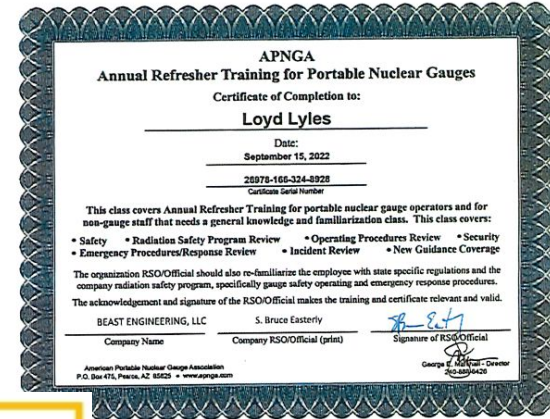 APNGA
Annual Refresher Training for Portable Nuclear Gauges
Certificate of Completion to:
Loyd Lyles
Date:
September 15, 2022
26978-166-324-8928
Certificate Serial Number
This class covers Annual Refresher Training for portable nuclear gauge operators and for
non-gauge staff that needs a general knowledge and familiarization class. This class covers:
• Safety • Radiation Safety Program Review • Operating Procedures Review • Security
• Emergency Procedures/Response Review • Incident Review • New Guidance Coverage
The organization RSO/Official should also re-familiarize the employee with state specific regulations and the
company radiation safety program, specifically gauge safety operating and emergency response procedures.
The acknowledgement and signature of the RSO/Official makes the training and certificate relevant and valid.
BEAST ENGINEERING, LLC S. Bruce Easterly
Company Name Company RSO/Official (print) Signature of RSO/Official
American Portable Nuclear Gauge Association George E. Marshall - Director
P.O. Box 475, Pearce, AZ 85625 • www.apnga.com